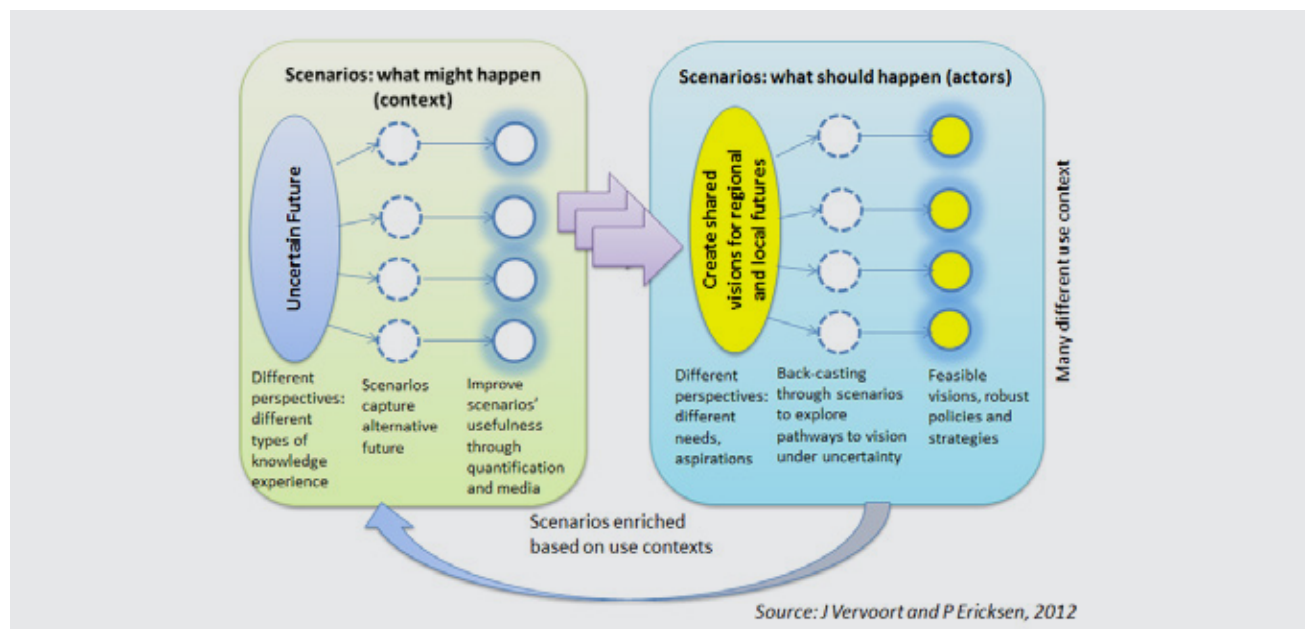 Scenarios: what might happen
(context)
Uncertain Future
Different
perspectives:
different
types of
knowledge
experience
Scenarios
capture
alternative
future
Improve
scenarios'
usefulness
through
quantification
and media
Scenarios: what should happen (actors)
Create shared
visions for regional
and local futures
Different
perspectives:
different
needs,
aspirations
Back-casting
through scenarios
to explore
pathways to vision
under uncertainty
Feasible
visions, robust
policies and
strategies
Many different use context
Scenarios enriched
based on use contexts
Source: J Vervoort and P Ericksen, 2012